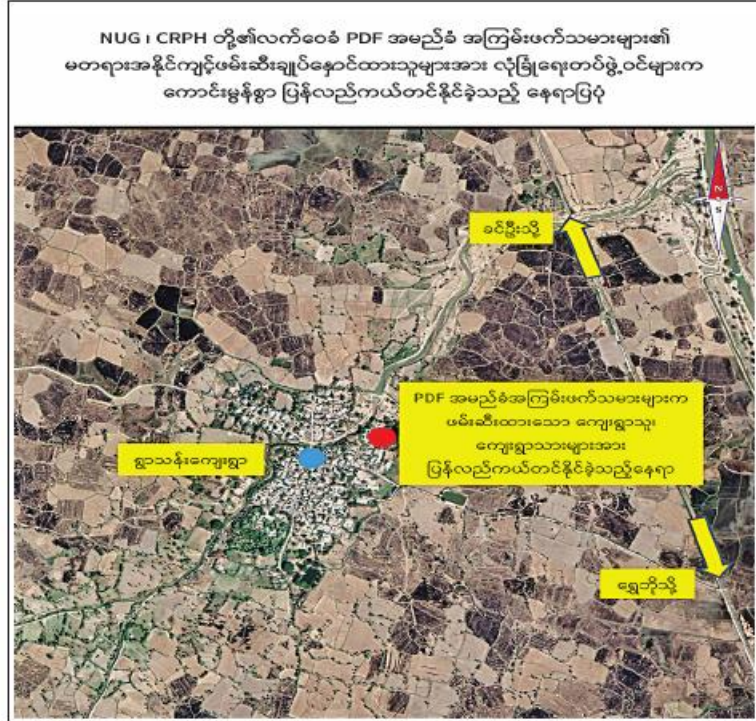 NUG ၊ CRPH တို့၏လက်ဝေခံ PDF အမည်ခံ အကြမ်းဖက်သမားများ၏
မတရားအနိုင်ကျင့်ဖမ်းဆီးချုပ်နှောင်ထားသူများအား လုံခြုံရေးတပ်ဖွဲ့ဝင်များက
ကောင်းမွန်စွာ ပြန်လည်ကယ်တင်နိုင်ခဲ့သည့် နေရာပြပုံ
N
S
ခင်ဦးသို့
PDF အမည်ခံအကြမ်းဖက်သမားများက
ဖမ်းဆီးထားသော ကျေးရွာသူ၊
ကျေးရွာသားများအား
ပြန်လည်ကယ်တင်နိုင်ခဲ့သည့်နေရာ
ရွာသန်းကျေးရွာ
ရွှေဘိုသို့